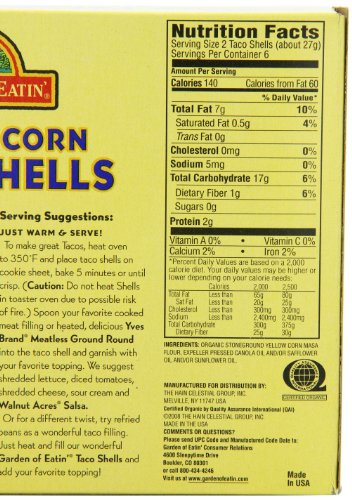 EATIN'®
CORN
HELLS
Serving Suggestions:
JUST WARM & SERVE!
To make great Tacos, heat oven
to 350°F and place taco shells on
cookie sheet, bake 5 minutes or until
crisp. (Caution: Do not heat Shells
in toaster oven due to possible risk
of fire.) Spoon your favorite cooked
meat filling or heated, delicious Yves
Brand® Meatless Ground Round
into the taco shell and garnish with
your favorite topping. We suggest
shredded lettuce, diced tomatoes,
shredded cheese, sour cream and
Walnut Acres® Salsa.
Or for a different twist, try refried
beans as a wonderful taco filling.
Just heat and fill our wonderful
Garden of Eatin'® Taco Shells and
add your favorite topping!
Nutrition Facts
Serving Size 2 Taco Shells (about 27g)
Servings Per Container 6
Amount Per Serving
Calories 140 Calories from Fat 60
% Daily Value*
Total Fat 7g 10%
Saturated Fat 0.5g 4%
Trans Fat 0g
Cholesterol 0mg 0%
Sodium 5mg 0%
Total Carbohydrate 17g 6%
Dietary Fiber 1g 6%
Sugars 0g
Protein 2g
Vitamin A 0% • Vitamin C 0%
Calcium 2% • Iron 2%
*Percent Daily Values are based on a 2,000
calorie diet. Your daily values may be higher
or lower depending on your calorie needs:
Calories 2,000 2,500
Total Fat Less than 65g 80g
Sat Fat Less than 20g 25g
Cholesterol Less than 300mg 300mg
Sodium Less than 2,400mg 2,400mg
Total Carbohydrate 300g 375g
Dietary Fiber 25g 30g
INGREDIENTS: ORGANIC STONEGROUND YELLOW CORN MASA
FLOUR, EXPELLER PRESSED CANOLA OIL AND/OR SAFFLOWER
OIL AND/OR SUNFLOWER OIL.
MANUFACTURED FOR DISTRIBUTION BY:
THE HAIN CELESTIAL GROUP, INC.
MELVILLE, NY 11747 USA
Certified Organic by Quality Assurance International (QAI)
©2008 THE HAIN CELESTIAL GROUP, INC.
ALL RIGHTS RESERVED.
COMMENTS OR QUESTIONS?
Please send UPC Code and Manufactured Code Date to:
Garden of Eatin' Consumer Relations
4600 Sleepytime Drive
Boulder, CO 80301
or call 800-434-4246
Visit us at www.gardenofeatin.com
Made
In USA